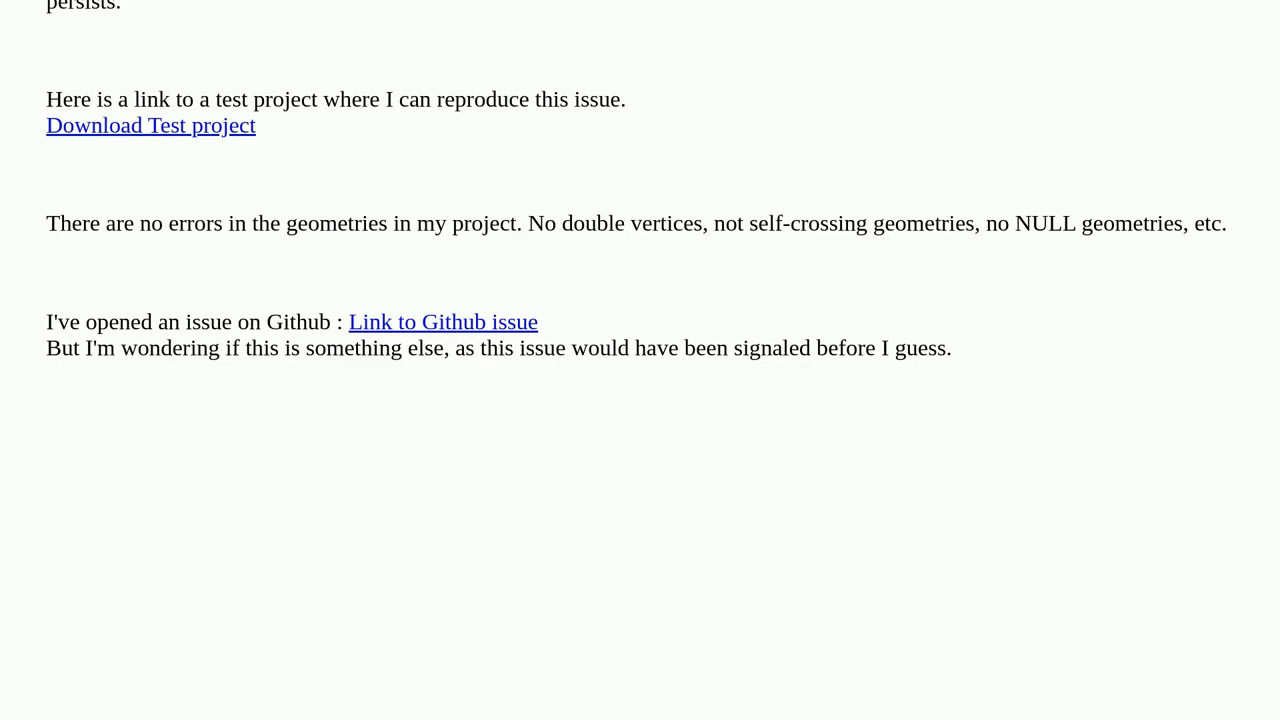 persists.
Here is a link to a test project where I can reproduce this issue.
Download Test project
There are no errors in the geometries in my project. No double vertices, not self-crossing geometries, no NULL geometries, etc.
I've opened an issue on Github : Link to Github issue
But I'm wondering if this is something else, as this issue would have been signaled before I guess.